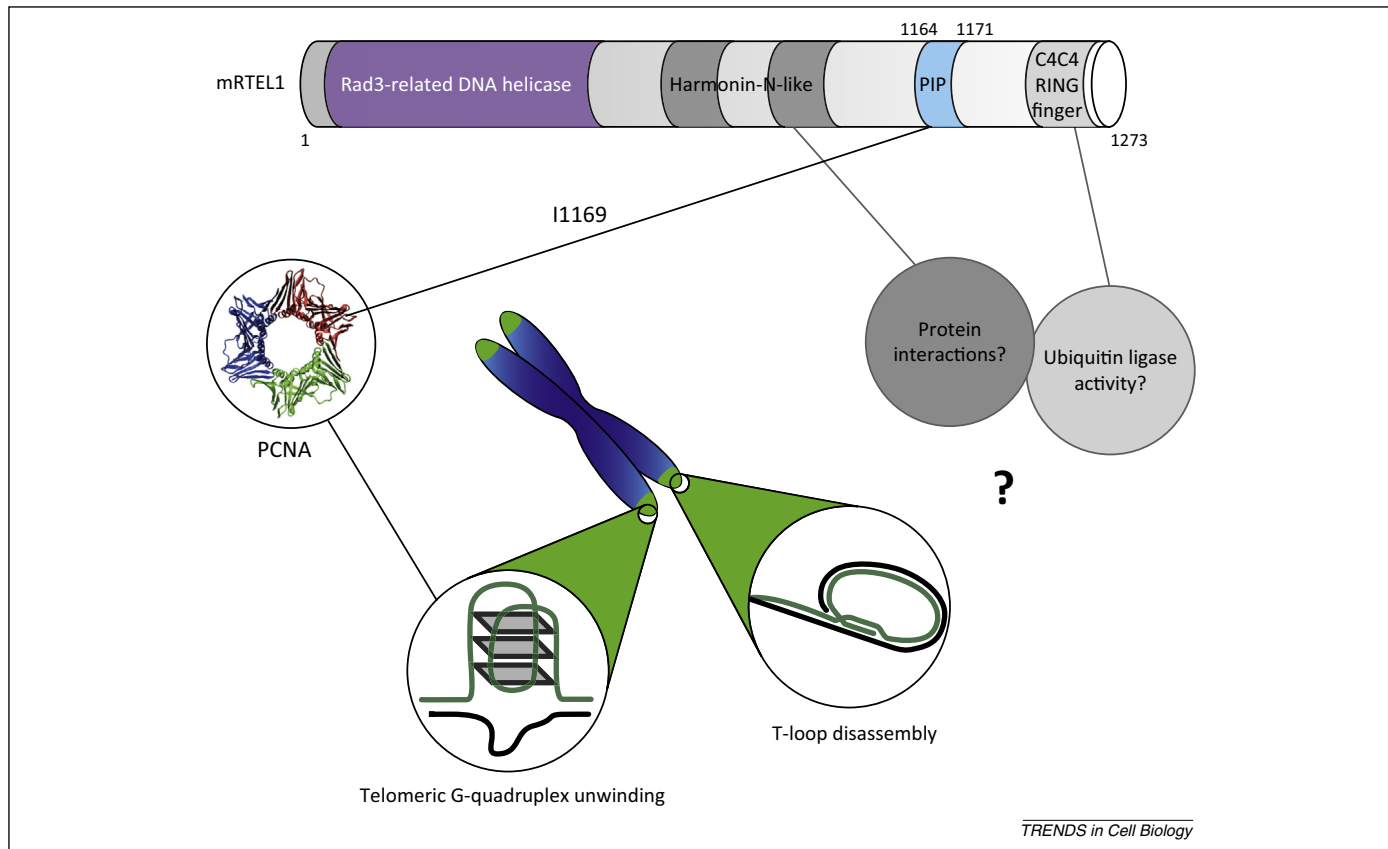 1164 1171
mRTEL1
Rad3-related DNA helicase
Harmonin-N-like
PIP
C4C4
RING
finger
1
1273
I1169
PCNA
Protein
interactions?
Ubiquitin ligase
activity?
?
T-loop disassembly
Telomeric G-quadruplex unwinding
TRENDS in Cell Biology